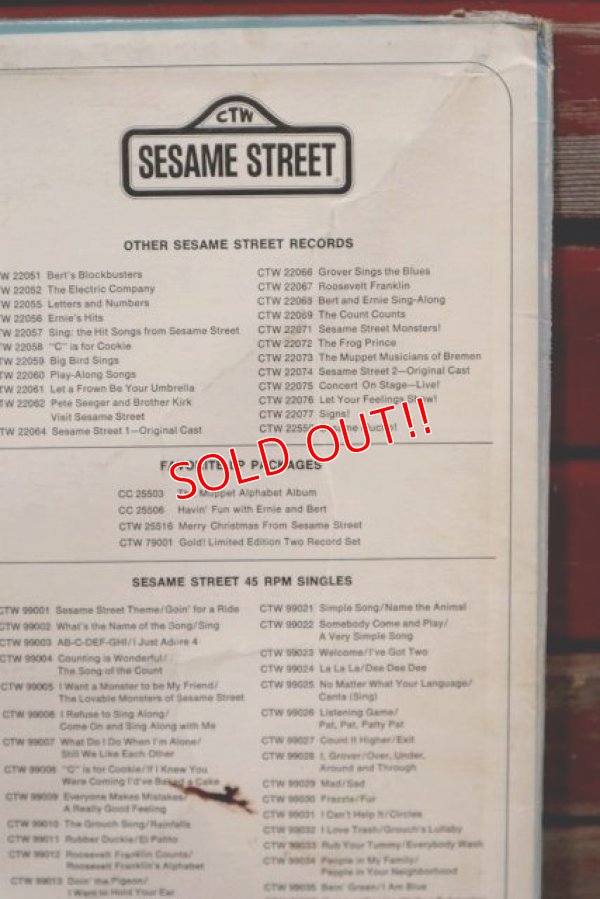 CTW
SESAME STREET
OTHER SESAME STREET RECORDS
TW 22051 Bert's Blockbusters
TW 22052 The Electric Company
TW 22055 Letters and Numbers
TW 22056 Ernie's Hits
TW 22057 Sing: the Hit Songs from Sesame Street
TW 22058 "C" is for Cookie
TW 22059 Big Bird Sings
TW 22060 Play-Along Songs
TW 22061 Let a Frown Be Your Umbrella
TW 22062 Pete Seeger and Brother Kirk
Visit Sesame Street
TW 22064 Sesame Street 1—Original Cast
CTW 22066 Grover Sings the Blues
CTW 22067 Roosevelt Franklin
CTW 22068 Bert and Ernie Sing-Along
CTW 22069 The Count Counts
CTW 22071 Sesame Street Monsters!
CTW 22072 The Frog Prince
CTW 22073 The Muppet Musicians of Bremen
CTW 22074 Sesame Street 2—Original Cast
CTW 22075 Concert On Stage—Live!
CTW 22076 Let Your Feelings Show!
CTW 22077 Signs!
CTW
SOLD OUT!!
FAVORITE LP PACKAGES
CC 25503 The Muppet Alphabet Album
CC 25506 Havin' Fun with Ernie and Bert
CTW 25516 Merry Christmas From Sesame Street
CTW 79001 Gold! Limited Edition Two Record Set
SESAME STREET 45 RPM SINGLES
CTW 99001 Sesame Street Theme/Goin' for a Ride
CTW 99002 What's the Name of the Song/Sing
CTW 99003 AB-C-DEF-GHI/I Just Adore 4
CTW 99004 Counting is Wonderful/
The Song of the Count
CTW 99005 I Want a Monster to be My Friend/
The Lovable Monsters of Sesame Street
CTW 99006 I Refuse to Sing Along/
Come On and Sing Along with Me
CTW 99007 What Do I Do When I'm Alone/
Still We Like Each Other
CTW 99008 "C" is for Cookie/If I Knew You
Were Coming I'd've Baked a Cake
CTW 99009 Everyone Makes Mistakes/
A Really Good Feeling
CTW 99010 The Grouch Song/Rainfalls
CTW 99011 Rubber Duckie/El Patito
CTW 99012 Roosevelt Franklin Counts/
Roosevelt Franklin's Alphabet
CTW 99013 Doin' the Pigeon/
I Want to Hold Your Ear
CTW 99021 Simple Song/Name the Animal
CTW 99022 Somebody Come and Play/
A Very Simple Song
CTW 99023 Welcome/I've Got Two
CTW 99024 La La La/Dee Dee Dee
CTW 99025 No Matter What Your Language/
Canta (Sing)
CTW 99026 Listening Game/
Pat, Pat, Patty Pat
CTW 99027 Count It Higher/Exit
CTW 99028 I, Grover/Over, Under,
Around and Through
CTW 99029 Mad/Sad
CTW 99030 Frazzle/Fur
CTW 99031 I Can't Help It/Circles
CTW 99032 I Love Trash/Grouch's Lullaby
CTW 99033 Rub Your Tummy/Everybody Wash
CTW 99034 People in My Family/
People in Your Neighborhood
CTW 99035 Bein' Green/I Am Blue